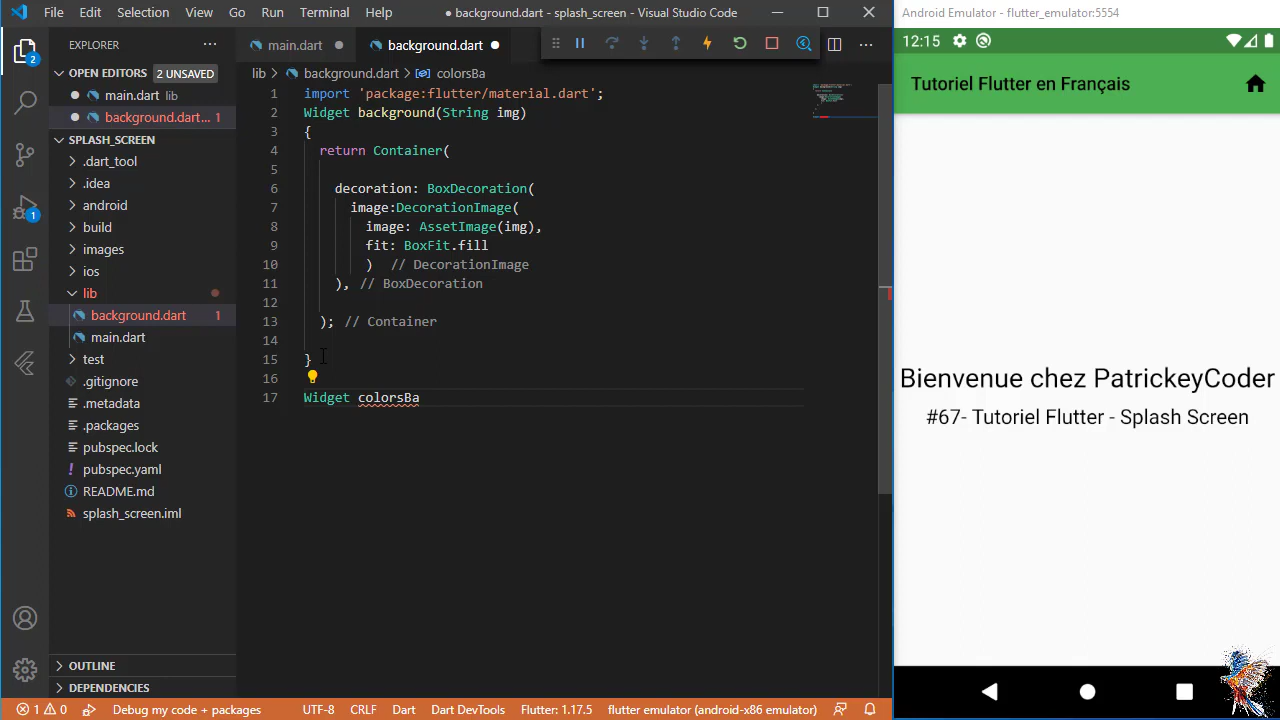 File Edit Selection View Go Run Terminal Help
background.dart - splash_screen - Visual Studio Code
EXPLORER
OPEN EDITORS 2 UNSAVED
main.dart lib
background.dart... 1
SPLASH_SCREEN
.dart_tool
.idea
android
build
images
ios
lib
background.dart 1
main.dart
test
.gitignore
.metadata
.packages
pubspec.lock
pubspec.yaml
README.md
splash_screen.iml
OUTLINE
DEPENDENCIES
2
1
main.dart
background.dart
lib > background.dart > colorsBa
1 import 'package:flutter/material.dart';
2 Widget background(String img)
3 {
4 return Container(
5
6 decoration: BoxDecoration(
7 image:DecorationImage(
8 image: AssetImage(img),
9 fit: BoxFit.fill
10 ) // DecorationImage
11 ), // BoxDecoration
12
13 ); // Container
14
15 }
16
17 Widget colorsBa
1 0 Debug my code + packages UTF-8 CRLF Dart Dart DevTools Flutter: 1.17.5 flutter emulator (android-x86 emulator)
Android Emulator - flutter_emulator:5554
12:15
Tutoriel Flutter en Français
Bienvenue chez PatrickeyCoder
#67- Tutoriel Flutter - Splash Screen